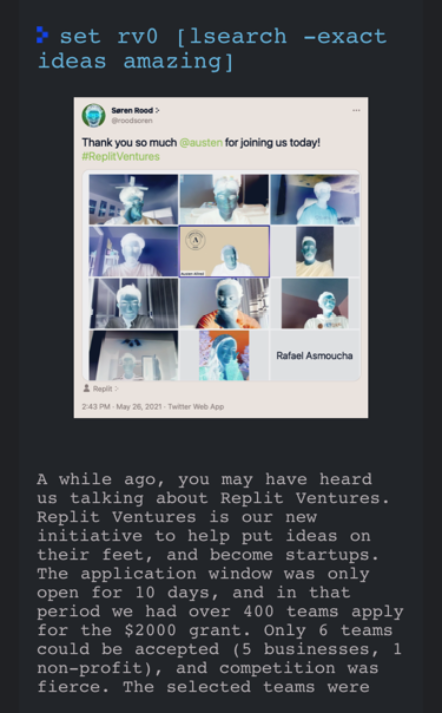 set rv0 [lsearch -exact
ideas amazing]
Søren Rood >
@roodsoren
Thank you so much @austen for joining us today!
#ReplitVentures
A
Rafael Asmoucha
Replit >
2:43 PM · May 26, 2021 · Twitter Web App
A while ago, you may have heard
us talking about Replit Ventures.
Replit Ventures is our new
initiative to help put ideas on
their feet, and become startups.
The application window was only
open for 10 days, and in that
period we had over 400 teams apply
for the $2000 grant. Only 6 teams
could be accepted (5 businesses, 1
non-profit), and competition was
fierce. The selected teams were